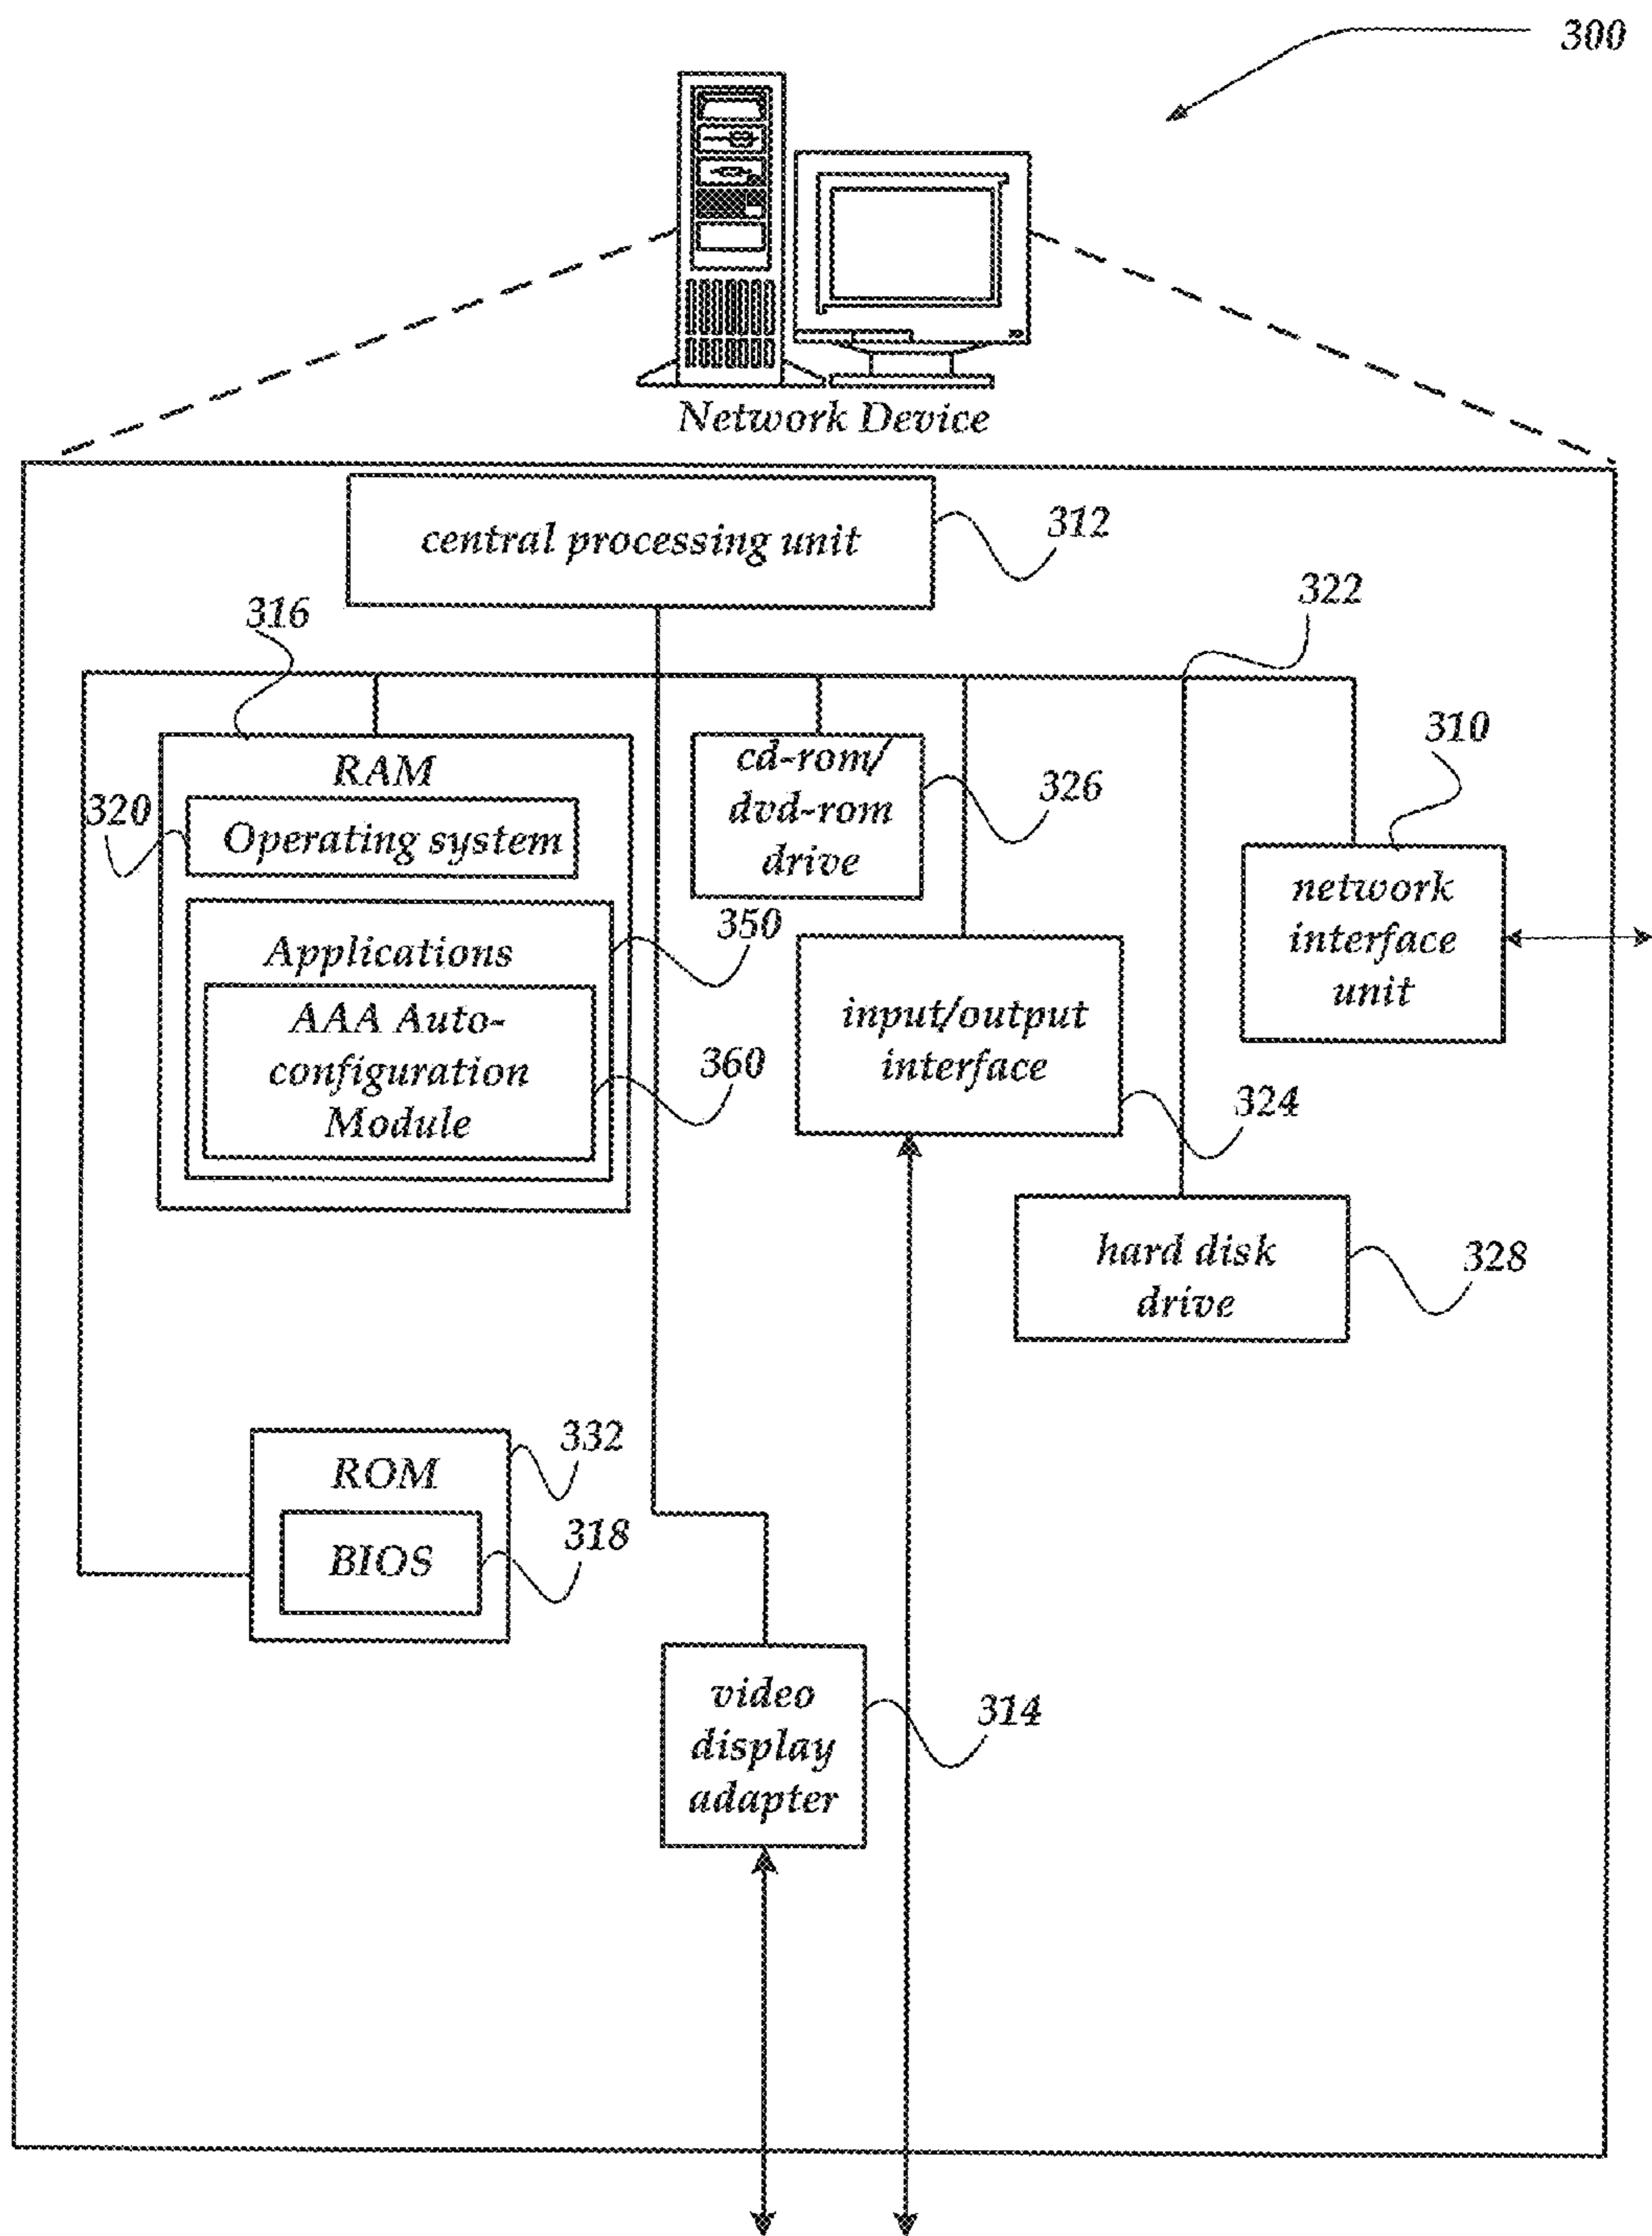 300
Network Device
central processing unit
312
322
316
310
RAM
cd-rom/
dvd-rom
drive
326
320
Operating system
network
interface
unit
350
Applications
AAA Auto-
configuration
Module
360
input/output
interface
324
hard disk
drive
328
332
ROM
318
BIOS
video
display
adapter
314